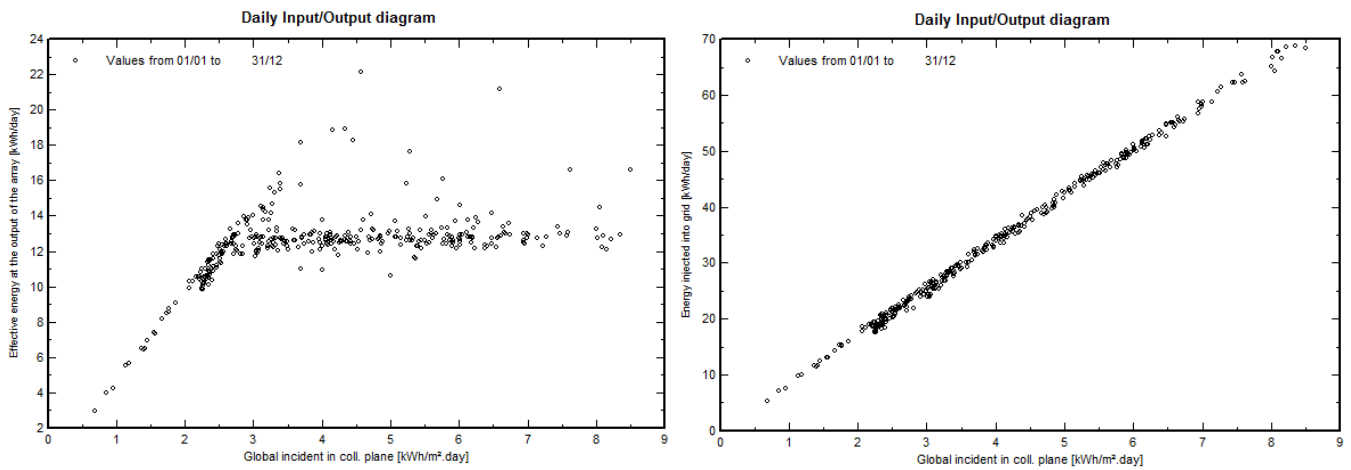 Daily Input/Output diagram
24
22
20
18
16
14
12
10
8
6
4
2
Effective energy at the output of the array [kWh/day]
Values from 01/01 to 31/12
0 1 2 3 4 5 6 7 8 9
Global incident in coll. plane [kWh/m².day]
Daily Input/Output diagram
70
60
50
40
30
20
10
0
Energy injected into grid [kWh/day]
Values from 01/01 to 31/12
0 1 2 3 4 5 6 7 8 9
Global incident in coll. plane [kWh/m².day]